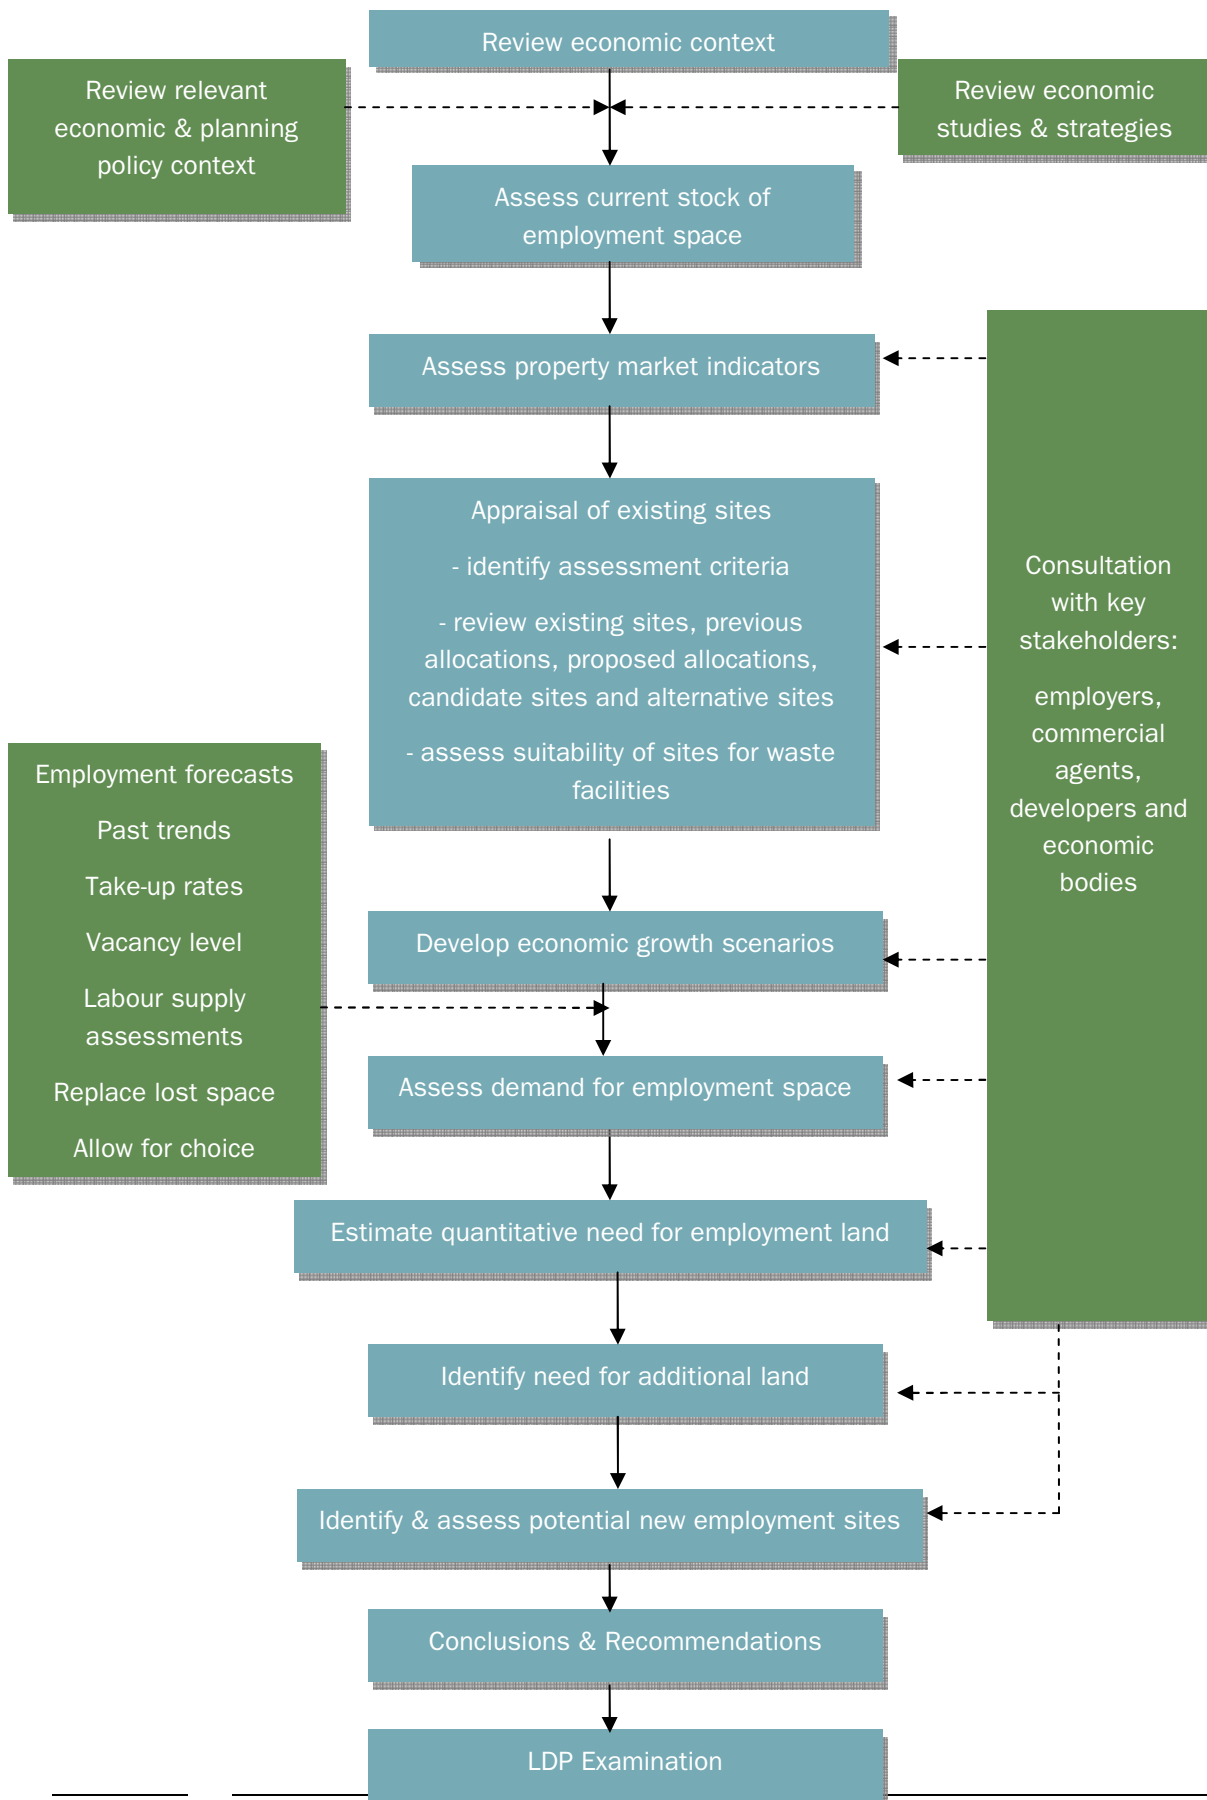 Review economic context
Review relevant
economic & planning
policy context
Review economic
studies & strategies
Assess current stock of
employment space
Assess property market indicators
Appraisal of existing sites
- identify assessment criteria
- review existing sites, previous
allocations, proposed allocations,
candidate sites and alternative sites
- assess suitability of sites for waste
facilities
Consultation
with key
stakeholders:
employers,
commercial
agents,
developers and
economic
bodies
Employment forecasts
Past trends
Take-up rates
Vacancy level
Labour supply
assessments
Replace lost space
Allow for choice
Develop economic growth scenarios
Assess demand for employment space
Estimate quantitative need for employment land
Identify need for additional land
Identify & assess potential new employment sites
Conclusions & Recommendations
LDP Examination